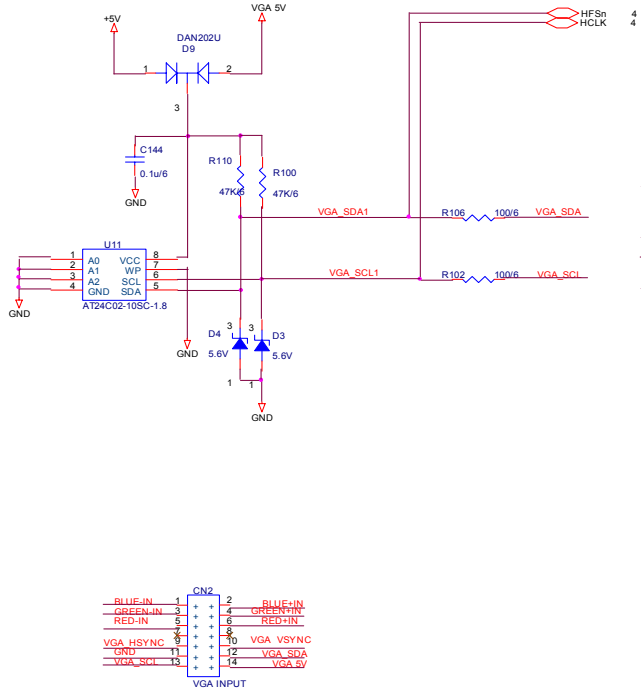 HFSn 4
HCLK 4
+5V VGA 5V
DAN202U
D9
1 2
3
C144
0.1u/6
GND
R110 R100
47K/6 47K/6
VGA_SDA1 R106 100/6 VGA_SDA
U11
1 A0 VCC 8
2 A1 WP 7
3 A2 SCL 6
4 GND SDA 5
VGA_SCL1 R102 100/6 VGA_SCL
AT24C02-10SC-1.8
GND
D4 3 3 D3
5.6V 5.6V
GND
1 1
GND
CN2
BLUE-IN 1 2 BLUE+IN
GREEN-IN 3 4 GREEN+IN
RED-IN 5 6 RED+IN
7 8
VGA_HSYNC 9 10 VGA_VSYNC
GND 11 12 VGA_SDA
VGA_SCL 13 14 VGA 5V
VGA INPUT